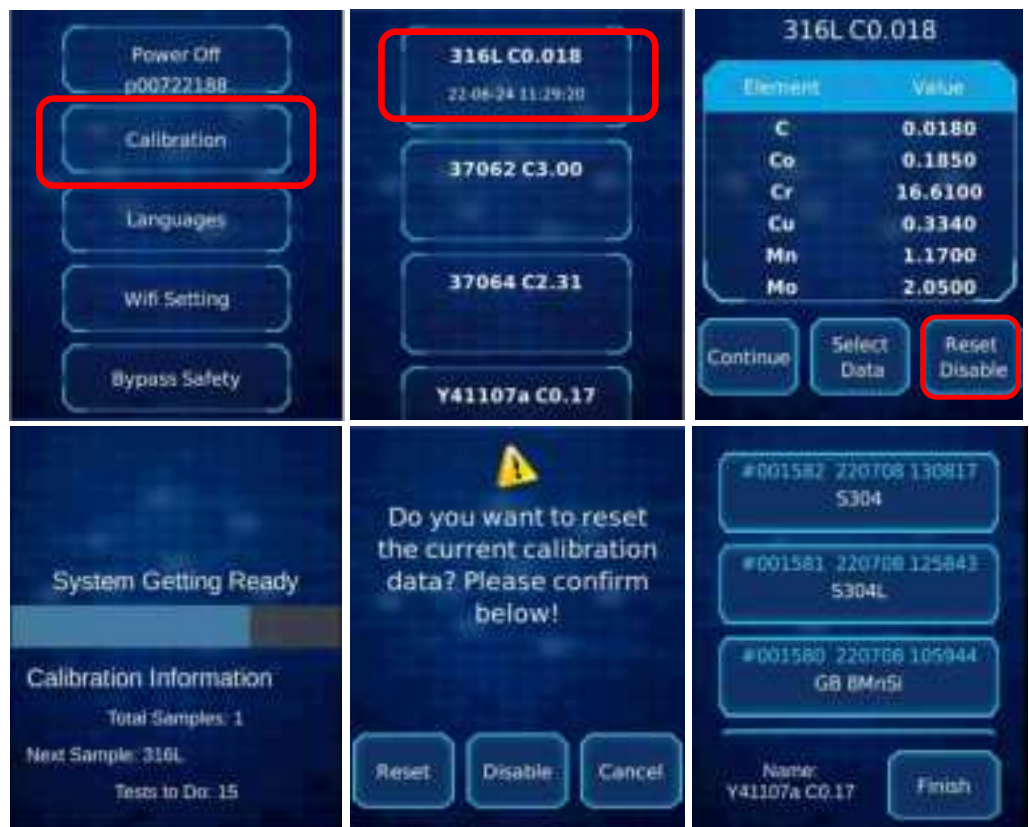 Power Off
p00722188
Calibration
Languages
Wifi Setting
Bypass Safety
316L C0.018
22-06-24 11:29:20
37062 C3.00
37064 C2.31
Y41107a C0.17
316L C0.018
Element Value
C 0.0180
Co 0.1850
Cr 16.6100
Cu 0.3340
Mn 1.1700
Mo 2.0500
Continue
Select
Data
Reset
Disable
System Getting Ready
Calibration Information
Total Samples: 1
Next Sample: 316L
Tests to Do: 15
Do you want to reset
the current calibration
data? Please confirm
below!
Reset
Disable
Cancel
#001582 220708 130817
S304
#001581 220708 125843
S304L
#001580 220708 105944
GB 8MnSi
Name:
Y41107a C0.17
Finish